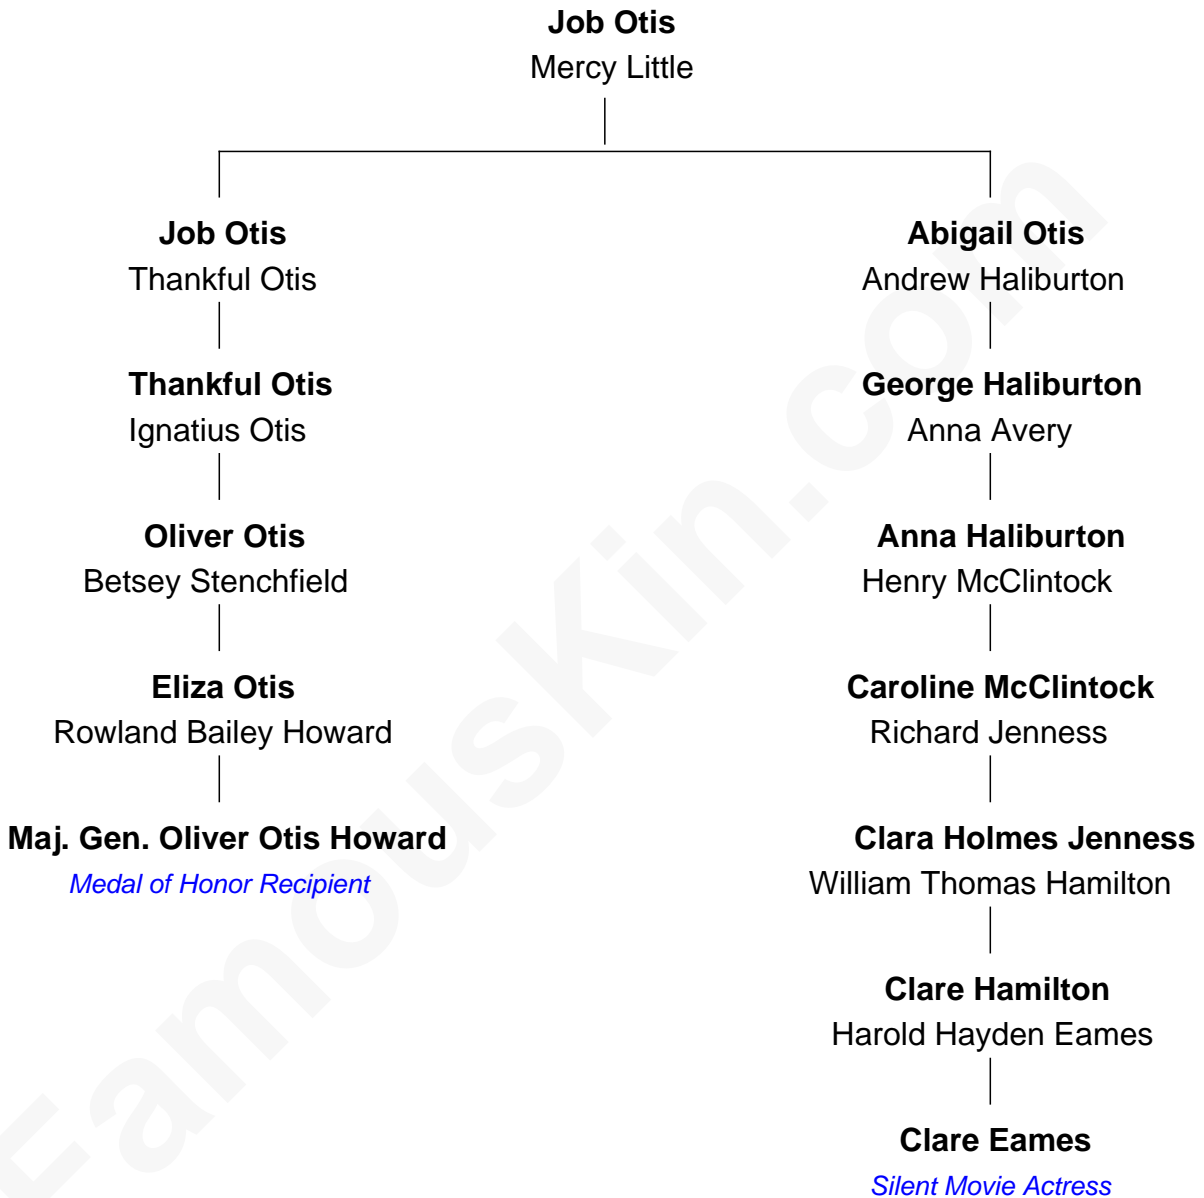 Job Otis
Mercy Little
Job Otis
Thankful Otis
Abigail Otis
Andrew Haliburton
Thankful Otis
Ignatius Otis
George Haliburton
Anna Avery
Oliver Otis
Betsey Stenchfield
Anna Haliburton
Henry McClintock
Eliza Otis
Rowland Bailey Howard
Caroline McClintock
Richard Jenness
Maj. Gen. Oliver Otis Howard
Medal of Honor Recipient
Clara Holmes Jenness
William Thomas Hamilton
Clare Hamilton
Harold Hayden Eames
Clare Eames
Silent Movie Actress
FamousKin.com